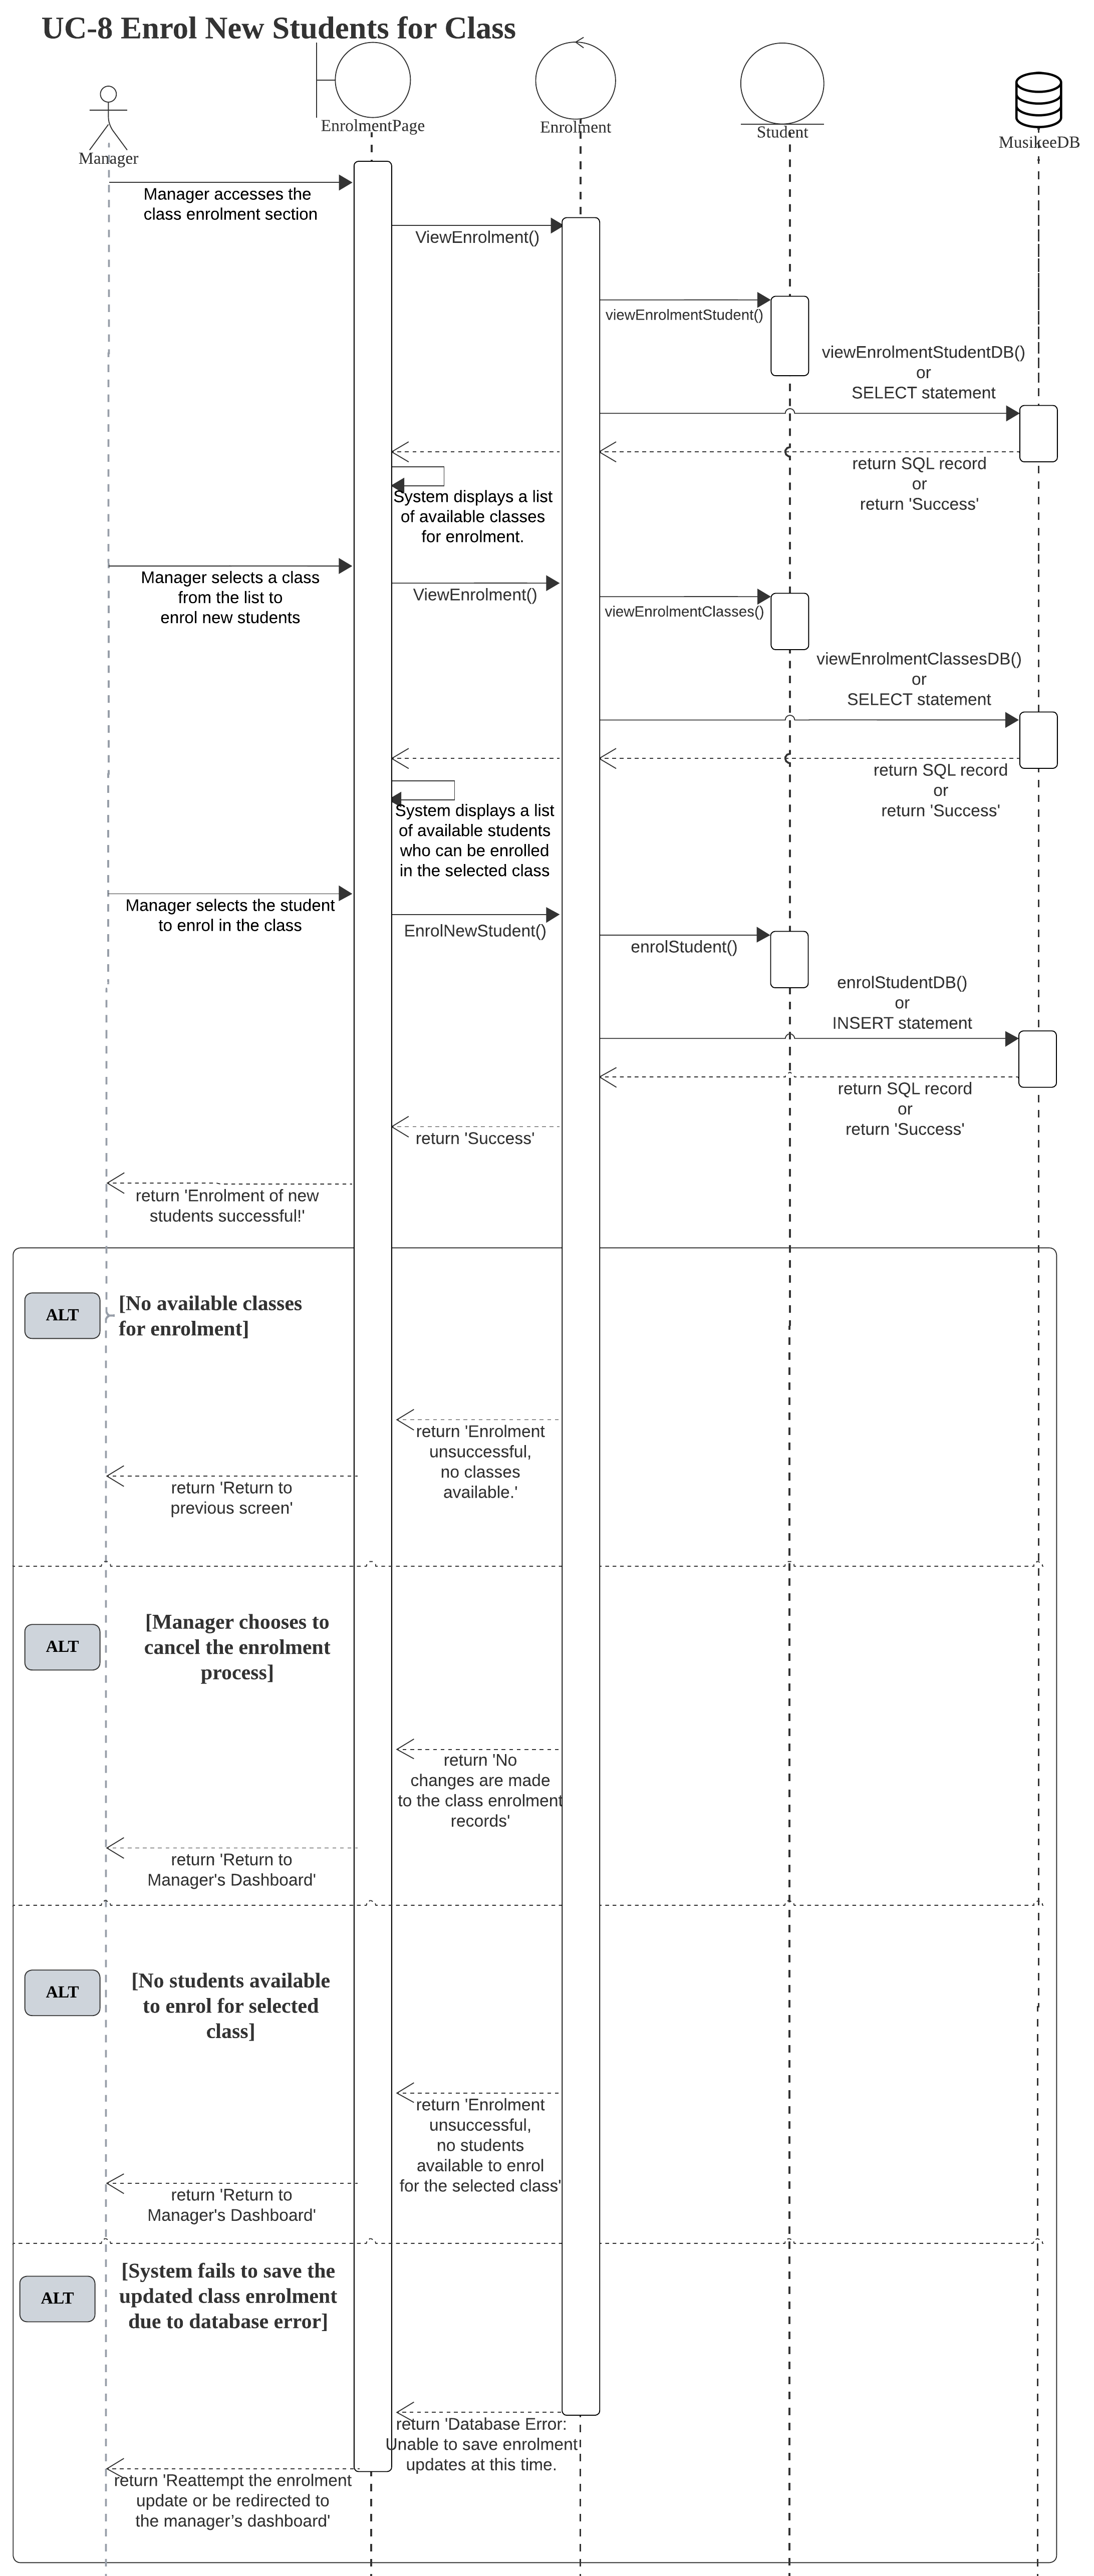 UC-8 Enrol New Students for Class
Manager
EnrolmentPage
Enrolment
Student
MusikeeDB
Manager accesses the
class enrolment section
ViewEnrolment()
viewEnrolmentStudent()
viewEnrolmentStudentDB()
or
SELECT statement
return SQL record
or
return 'Success'
System displays a list
of available classes
for enrolment.
Manager selects a class
from the list to
enrol new students
ViewEnrolment()
viewEnrolmentClasses()
viewEnrolmentClassesDB()
or
SELECT statement
return SQL record
or
return 'Success'
System displays a list
of available students
who can be enrolled
in the selected class
Manager selects the student
to enrol in the class
EnrolNewStudent()
enrolStudent()
enrolStudentDB()
or
INSERT statement
return SQL record
or
return 'Success'
return 'Success'
return 'Enrolment of new
students successful!'
ALT
[No available classes
for enrolment]
return 'Enrolment
unsuccessful,
no classes
available.'
return 'Return to
previous screen'
ALT
[Manager chooses to
cancel the enrolment
process]
return 'No
changes are made
to the class enrolment
records'
return 'Return to
Manager's Dashboard'
ALT
[No students available
to enrol for selected
class]
return 'Enrolment
unsuccessful,
no students
available to enrol
for the selected class'
return 'Return to
Manager's Dashboard'
ALT
[System fails to save the
updated class enrolment
due to database error]
return 'Database Error:
Unable to save enrolment
updates at this time.
return 'Reattempt the enrolment
update or be redirected to
the manager’s dashboard'